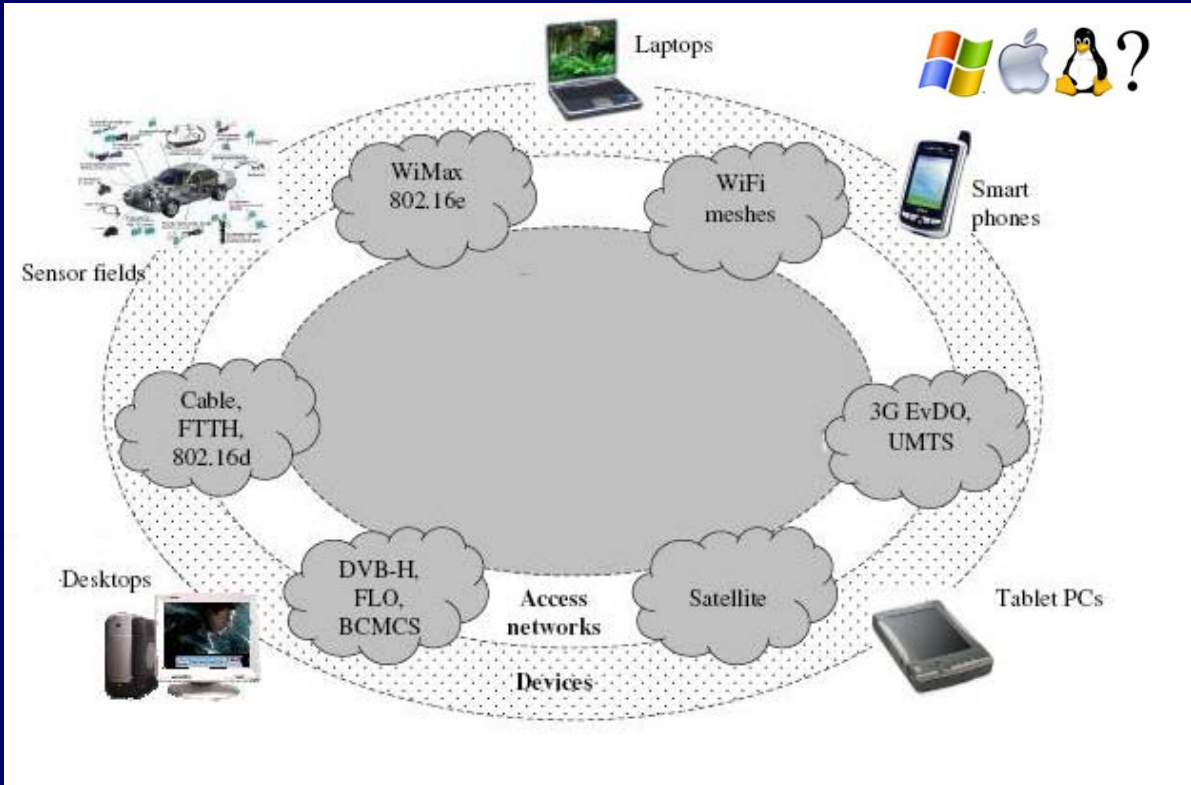 Laptops
?
WiMax
802.16e
WiFi
meshes
Smart
phones
Sensor fields
Cable,
FTTH,
802.16d
3G EvDO,
UMTS
Desktops
DVB-H,
FLO,
BCMCS
Access
networks
Satellite
Tablet PCs
Devices